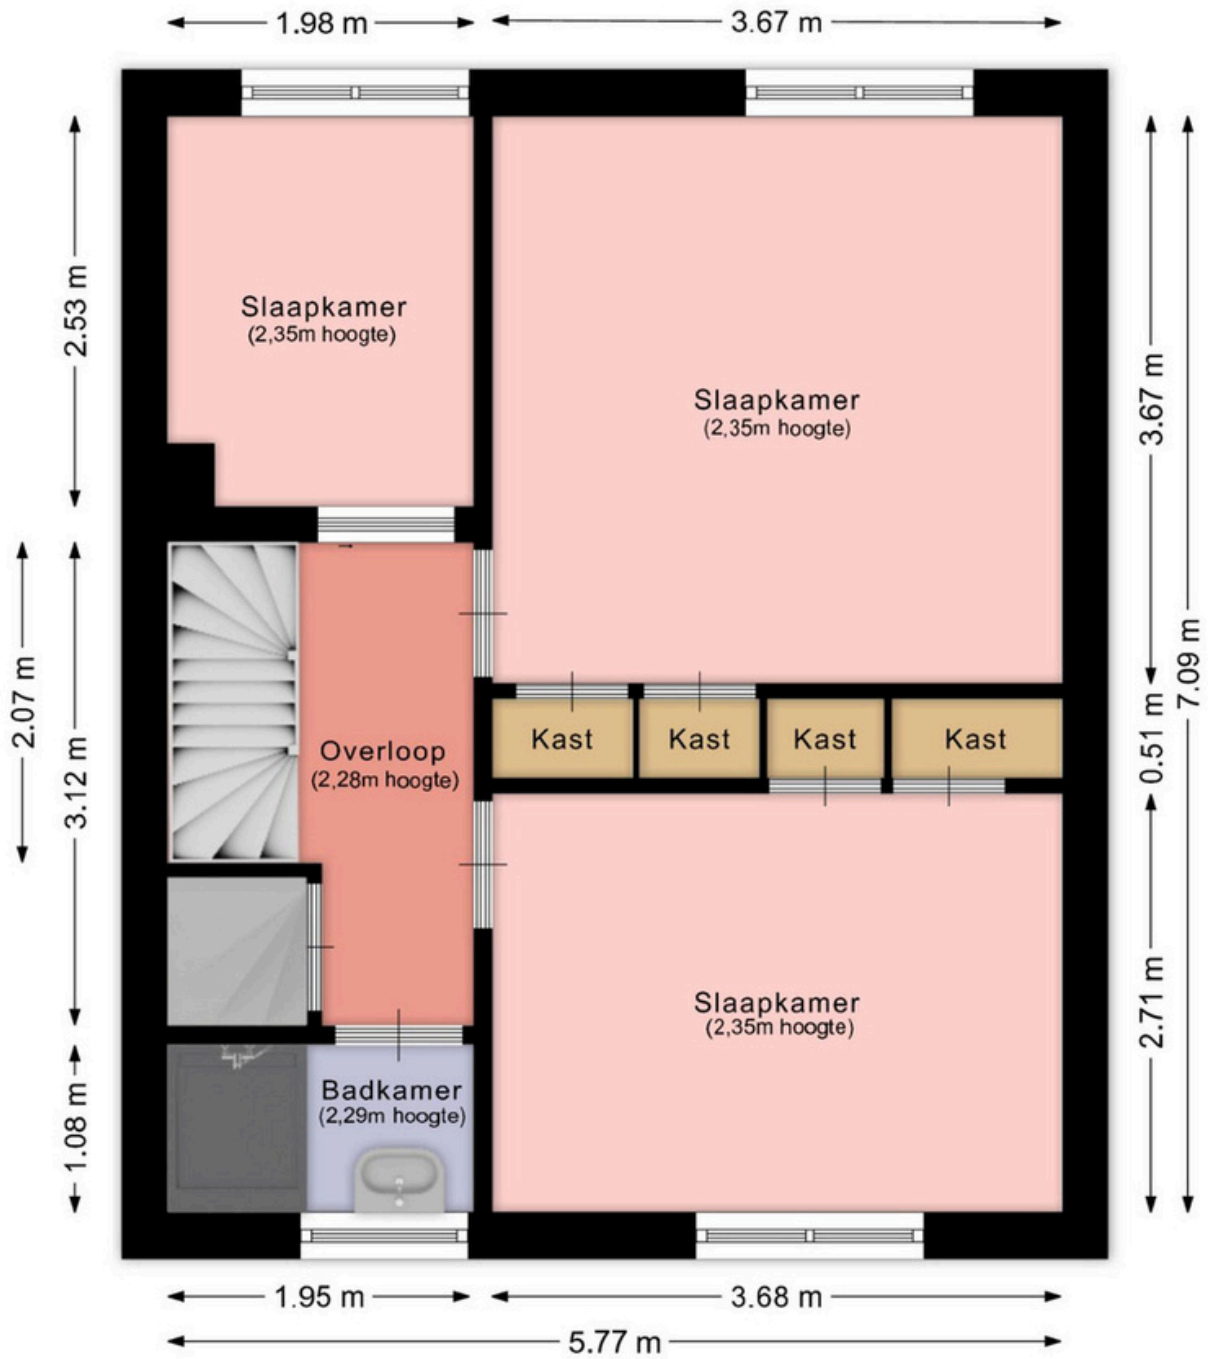 1.98 m
3.67 m
2.53 m
Slaapkamer
(2,35m hoogte)
Slaapkamer
(2,35m hoogte)
3.67 m
7.09 m
2.07 m
3.12 m
Overloop
(2,28m hoogte)
Kast
Kast
Kast
Kast
0.51 m
Slaapkamer
(2,35m hoogte)
2.71 m
Badkamer
(2,29m hoogte)
1.08 m
1.95 m
3.68 m
5.77 m